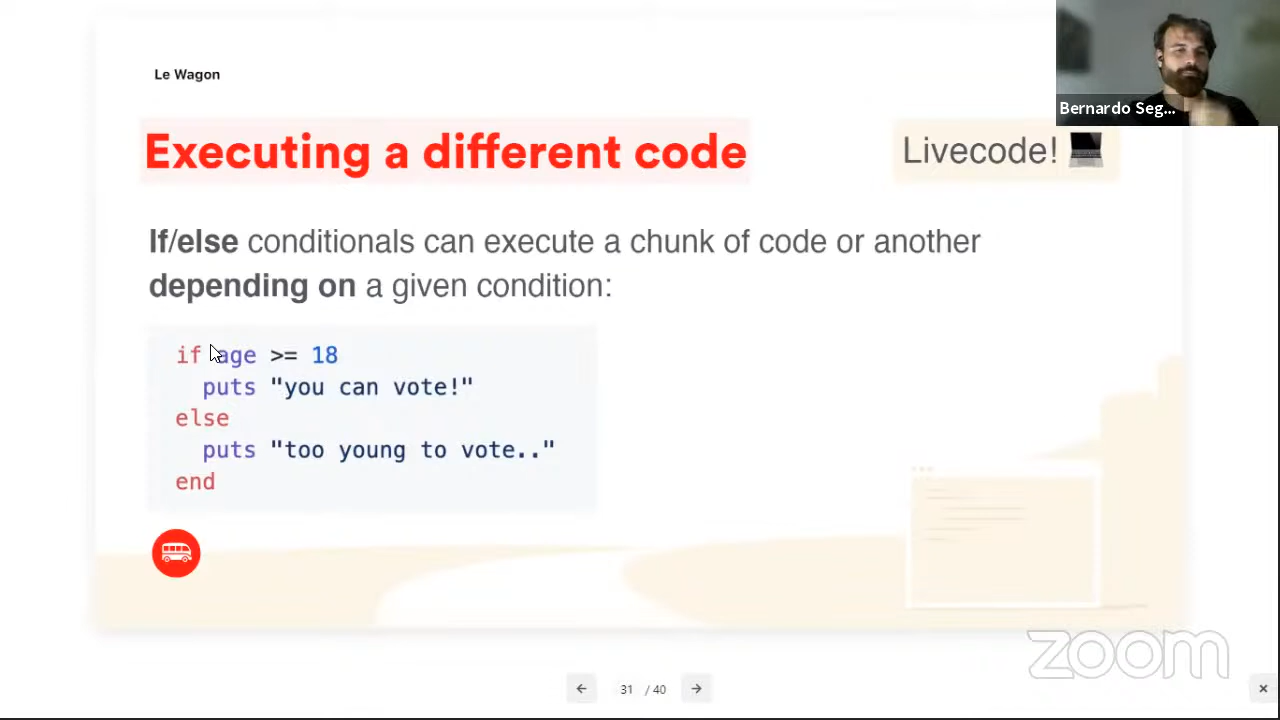 Le Wagon
Bernardo Seg...
Executing a different code
Livecode!
If/else conditionals can execute a chunk of code or another
depending on a given condition:
if age >= 18
  puts "you can vote!"
else
  puts "too young to vote.."
end
zoom
31 / 40